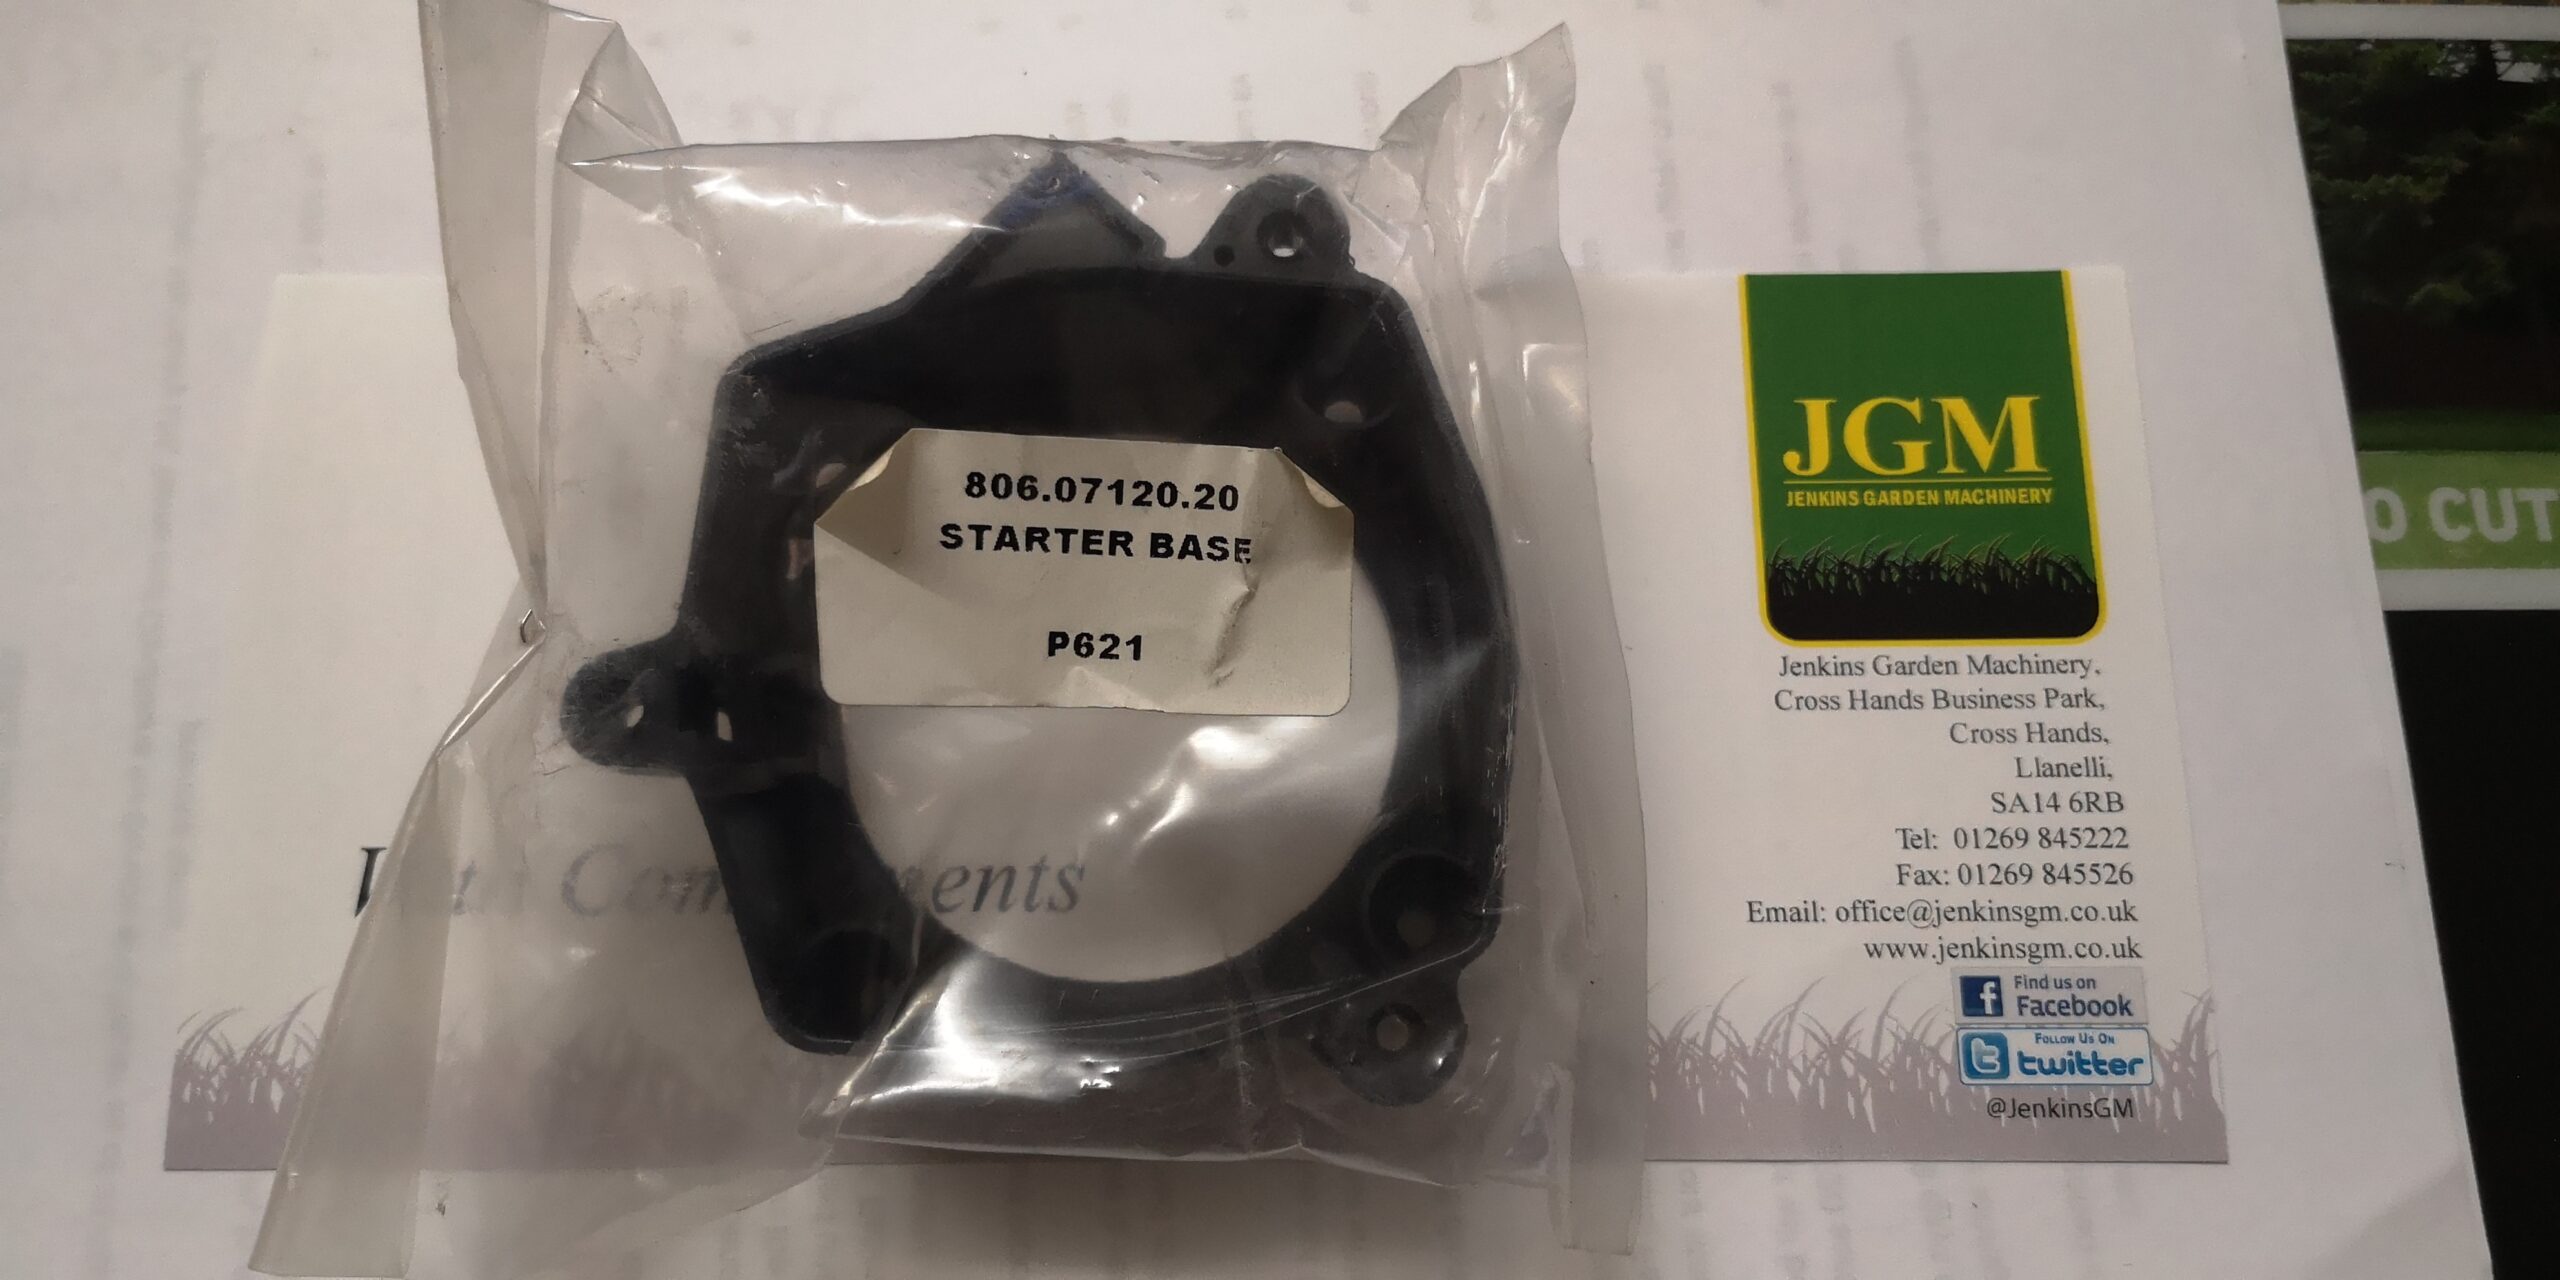 806.07120.20
STARTER BASE
P621
ents
JGM
JENKINS GARDEN MACHINERY
Jenkins Garden Machinery,
Cross Hands Business Park,
Cross Hands,
Llanelli,
SA14 6RB
Tel: 01269 845222
Fax: 01269 845526
Email: office@jenkinsgm.co.uk
www.jenkinsgm.co.uk
Find us on
Facebook
FOLLOW US ON
twitter
@JenkinsGM
O CUT